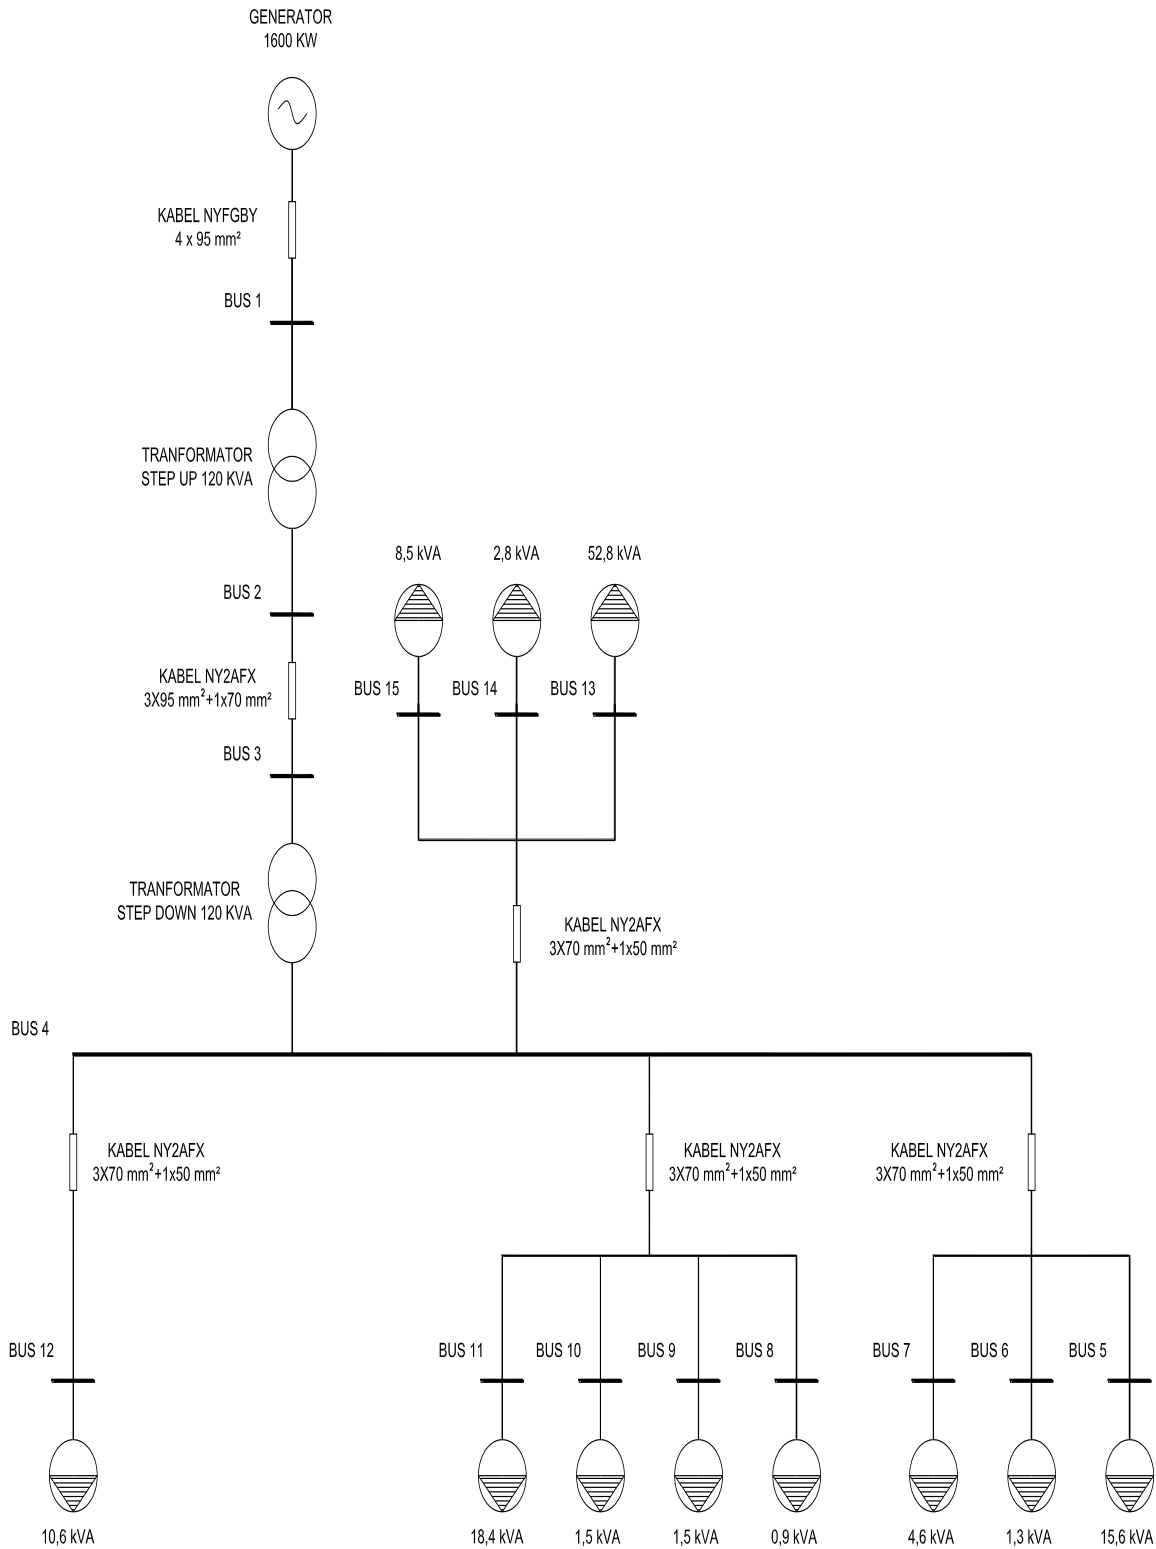 GENERATOR
1600 KW
KABEL NYFGBY
4 x 95 mm²
BUS 1
TRANFORMATOR
STEP UP 120 KVA
8,5 kVA
2,8 kVA
52,8 kVA
BUS 2
KABEL NY2AFX
3X95 mm²+1x70 mm²
BUS 15
BUS 14
BUS 13
BUS 3
TRANFORMATOR
STEP DOWN 120 KVA
KABEL NY2AFX
3X70 mm²+1x50 mm²
BUS 4
KABEL NY2AFX
3X70 mm²+1x50 mm²
KABEL NY2AFX
3X70 mm²+1x50 mm²
KABEL NY2AFX
3X70 mm²+1x50 mm²
BUS 12
BUS 11
BUS 10
BUS 9
BUS 8
BUS 7
BUS 6
BUS 5
10,6 kVA
18,4 kVA
1,5 kVA
1,5 kVA
0,9 kVA
4,6 kVA
1,3 kVA
15,6 kVA